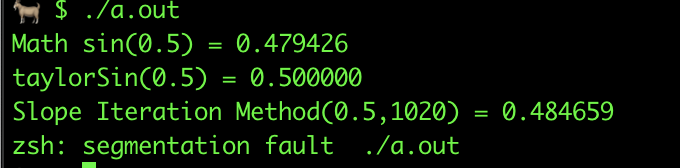 🐐 $ ./a.out
Math sin(0.5) = 0.479426
taylorSin(0.5) = 0.500000
Slope Iteration Method(0.5,1020) = 0.484659
zsh: segmentation fault  ./a.out